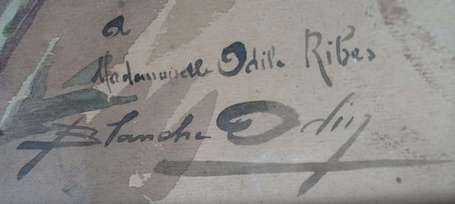 a
Mademoiselle Odile Ribes
Blanche Odin